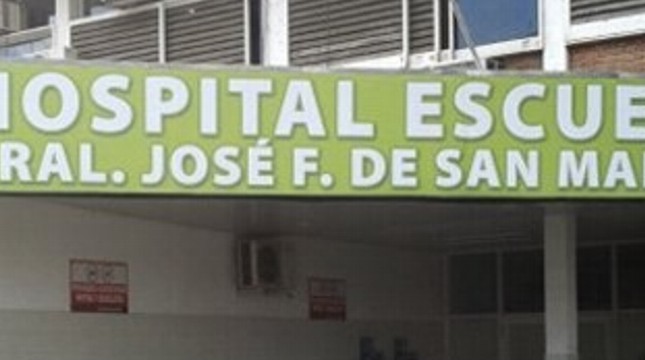 HOSPITAL ESCUE
RAL. JOSÉ F. DE SAN MA